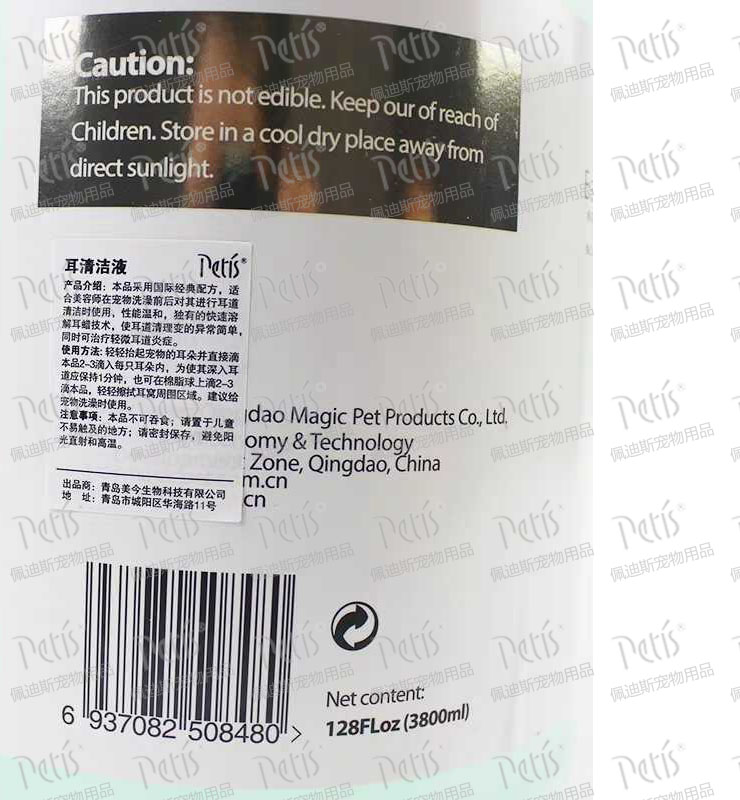 Caution:
This product is not edible. Keep our of reach of
Children. Store in a cool dry place away from
direct sunlight.
耳清洁液 Petis®
产品介绍：本品采用国际经典配方，适
合美容师在宠物洗澡前后对其进行耳道
清洁时使用，性能温和，独有的快速溶
解耳蜡技术，使耳道清理变的异常简单，
同时可治疗轻微耳道炎症。
使用方法：轻轻抬起宠物的耳朵并直接滴
本品2-3滴入每只耳朵内，为使其深入耳
道应保持1分钟，也可在棉脂球上滴2-3
滴本品，轻轻擦拭耳窝周围区域。建议给
宠物洗澡时使用。
注意事项：本品不可吞食；请置于儿童
不易触及的地方；请密封保存，避免阳
光直射和高温。
出品商：青岛美今生物科技有限公司
地 址：青岛市城阳区华海路11号
gdao Magic Pet Products Co., Ltd.
omy & Technology
Zone, Qingdao, China
m.cn
cn
6 937082 508480 >
Net content:
128FLoz (3800ml)
Petis®
佩迪斯宠物用品